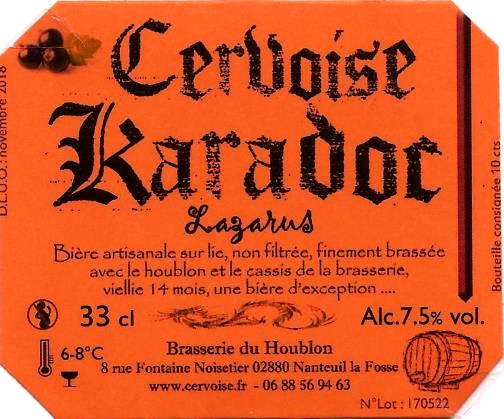 Cervoise
Karadoc
Lazarus
Bière artisanale sur lie, non filtrée, finement brassée
avec le houblon et le cassis de la brasserie,
vieillie 14 mois, une bière d'exception ....
33 cl
Alc.7.5% vol.
6-8°C
Brasserie du Houblon
8 rue Fontaine Noisetier 02880 Nanteuil la Fosse
www.cervoise.fr - 06 88 56 94 63
N°Lot : 170522
D.L.U.O.: novembre 2018
Bouteille consignée 10 cts